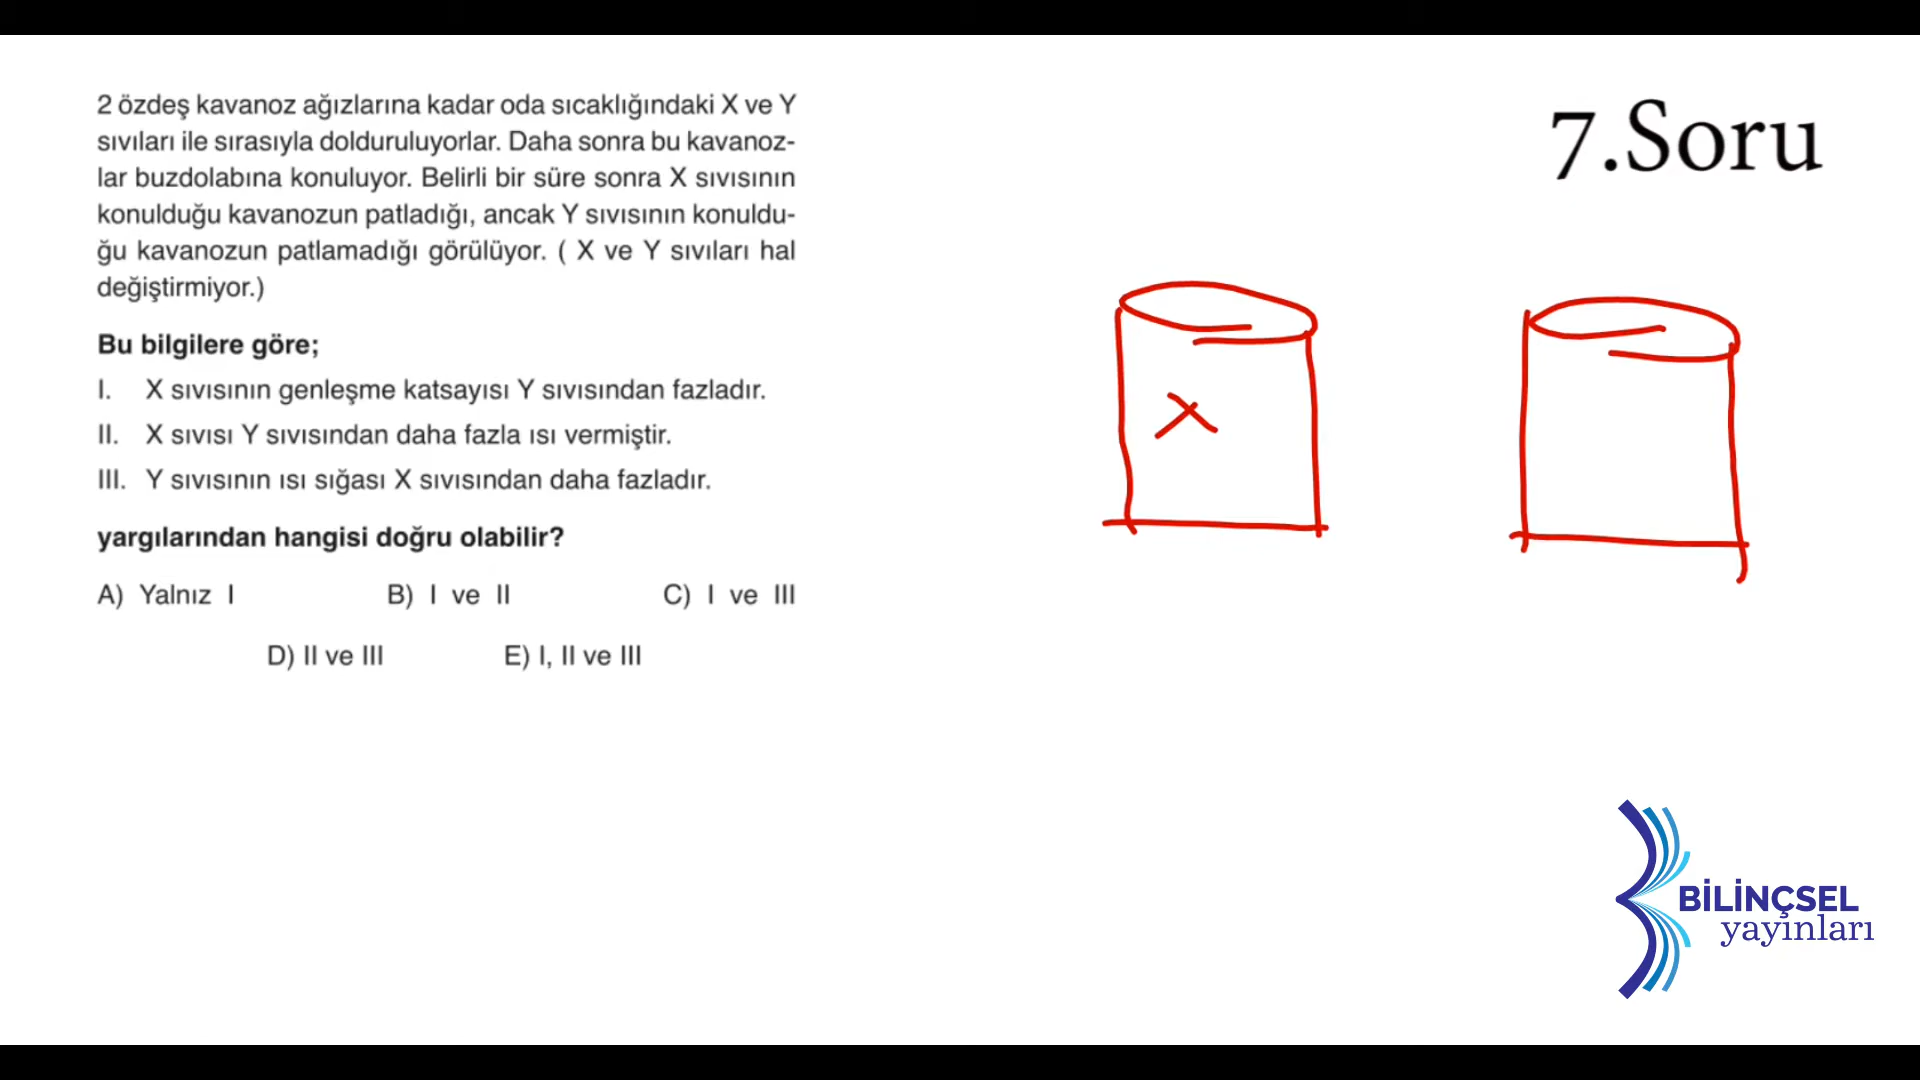 2 özdeş kavanoz ağızlarına kadar oda sıcaklığındaki X ve Y
sıvıları ile sırasıyla dolduruluyorlar. Daha sonra bu kavanoz-
lar buzdolabına konuluyor. Belirli bir süre sonra X sıvısının
konulduğu kavanozun patladığı, ancak Y sıvısının konuldu-
ğu kavanozun patlamadığı görülüyor. ( X ve Y sıvıları hal
değiştirmiyor.)
Bu bilgilere göre;
I. X sıvısının genleşme katsayısı Y sıvısından fazladır.
II. X sıvısı Y sıvısından daha fazla ısı vermiştir.
III. Y sıvısının ısı sığası X sıvısından daha fazladır.
yargılarından hangisi doğru olabilir?
A) Yalnız I B) I ve II C) I ve III
D) II ve III E) I, II ve III
7.Soru
X
BİLİNÇSEL
yayınları